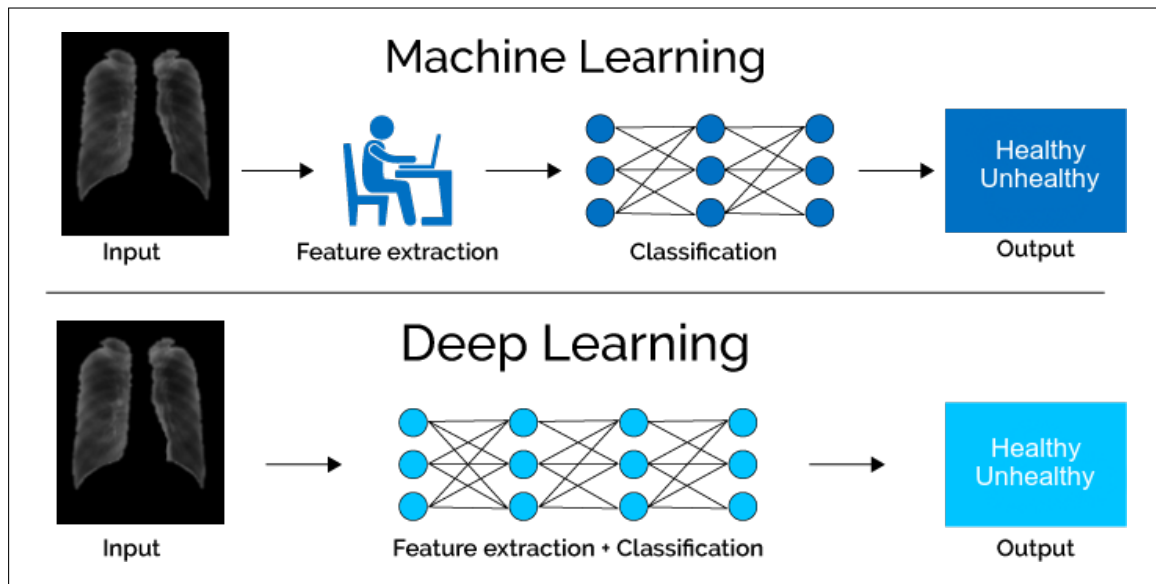 Machine Learning
Healthy
Unhealthy
Input
Feature extraction
Classification
Output
Deep Learning
Healthy
Unhealthy
Input
Feature extraction + Classification
Output